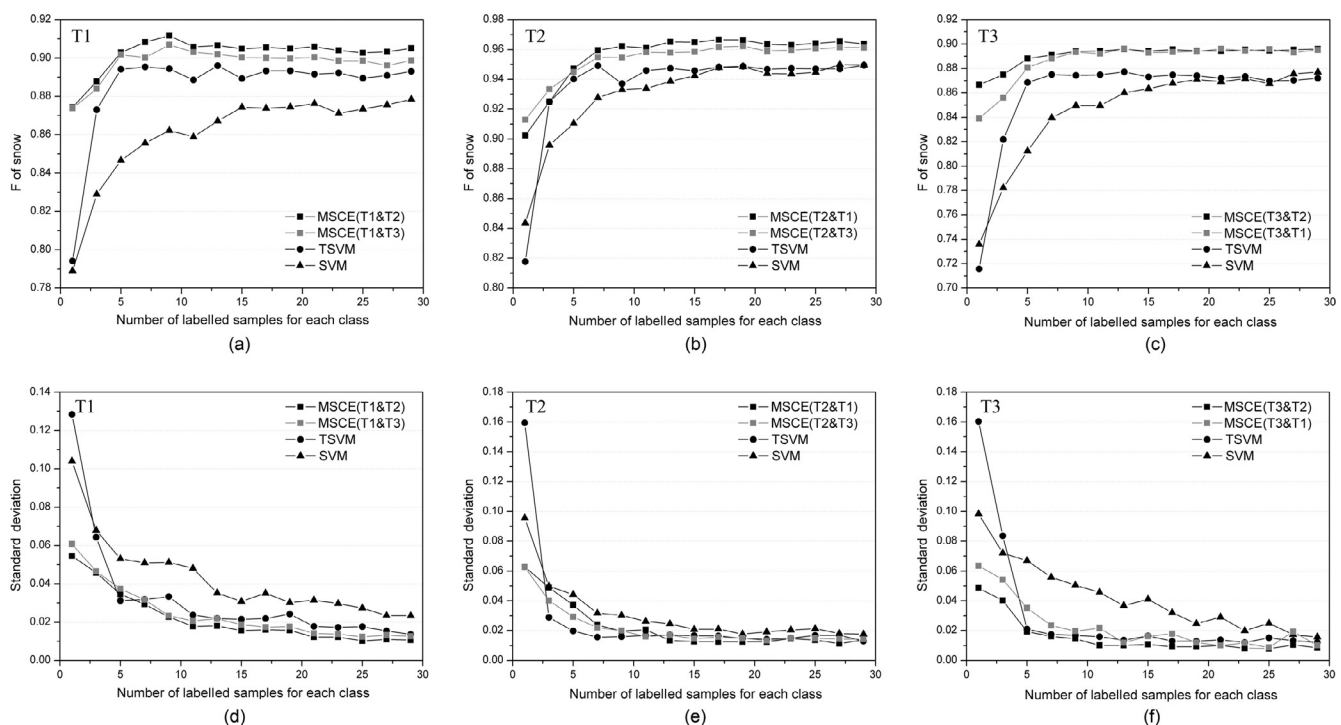 T1
0.92
0.90
0.88
0.86
0.84
0.82
0.80
0.78
F of snow
MSCE(T1&T2)
MSCE(T1&T3)
TSVM
SVM
0 5 10 15 20 25 30
Number of labelled samples for each class
(a)
T2
0.98
0.96
0.94
0.92
0.90
0.88
0.86
0.84
0.82
0.80
F of snow
MSCE(T2&T1)
MSCE(T2&T3)
TSVM
SVM
0 5 10 15 20 25 30
Number of labelled samples for each class
(b)
T3
0.92
0.90
0.88
0.86
0.84
0.82
0.80
0.78
0.76
0.74
0.72
0.70
F of snow
MSCE(T3&T2)
MSCE(T3&T1)
TSVM
SVM
0 5 10 15 20 25 30
Number of labelled samples for each class
(c)
T1
0.14
0.12
0.10
0.08
0.06
0.04
0.02
0.00
Standard deviation
MSCE(T1&T2)
MSCE(T1&T3)
TSVM
SVM
0 5 10 15 20 25 30
Number of labelled samples for each class
(d)
T2
0.18
0.16
0.14
0.12
0.10
0.08
0.06
0.04
0.02
0.00
Standard deviation
MSCE(T2&T1)
MSCE(T2&T3)
TSVM
SVM
0 5 10 15 20 25 30
Number of labelled samples for each class
(e)
T3
0.18
0.16
0.14
0.12
0.10
0.08
0.06
0.04
0.02
0.00
Standard deviation
MSCE(T3&T2)
MSCE(T3&T1)
TSVM
SVM
0 5 10 15 20 25 30
Number of labelled samples for each class
(f)